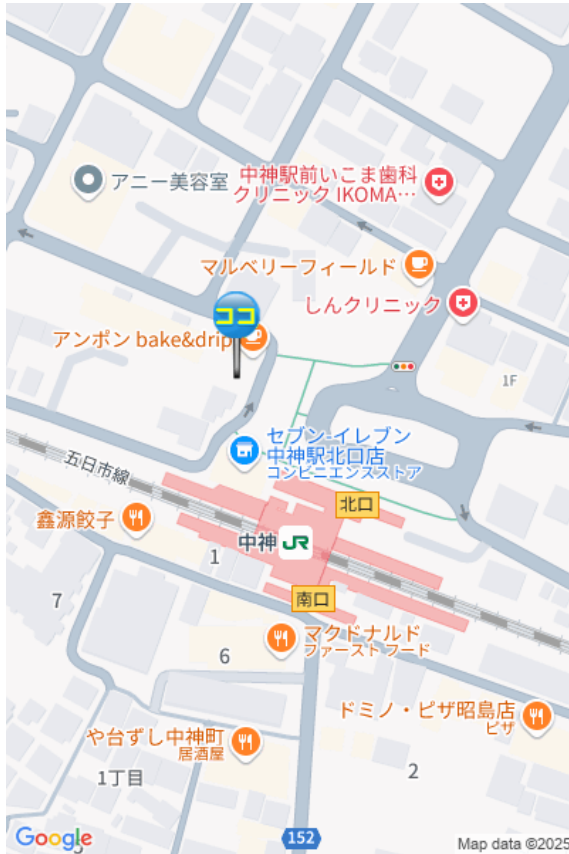 中神駅前いこま歯科
クリニック IKOMA…
アニー美容室
マルベリーフィールド
しんクリニック
ココ
アンポン bake&drip
1F
セブン-イレブン
中神駅北口店
コンビニエンスストア
五日市線
北口
鑫源餃子
中神 JR
1
南口
7
マクドナルド
ファースト フード
6
ドミノ・ピザ昭島店
ピザ
や台ずし中神町
居酒屋
1丁目
2
Google
152
Map data ©2025